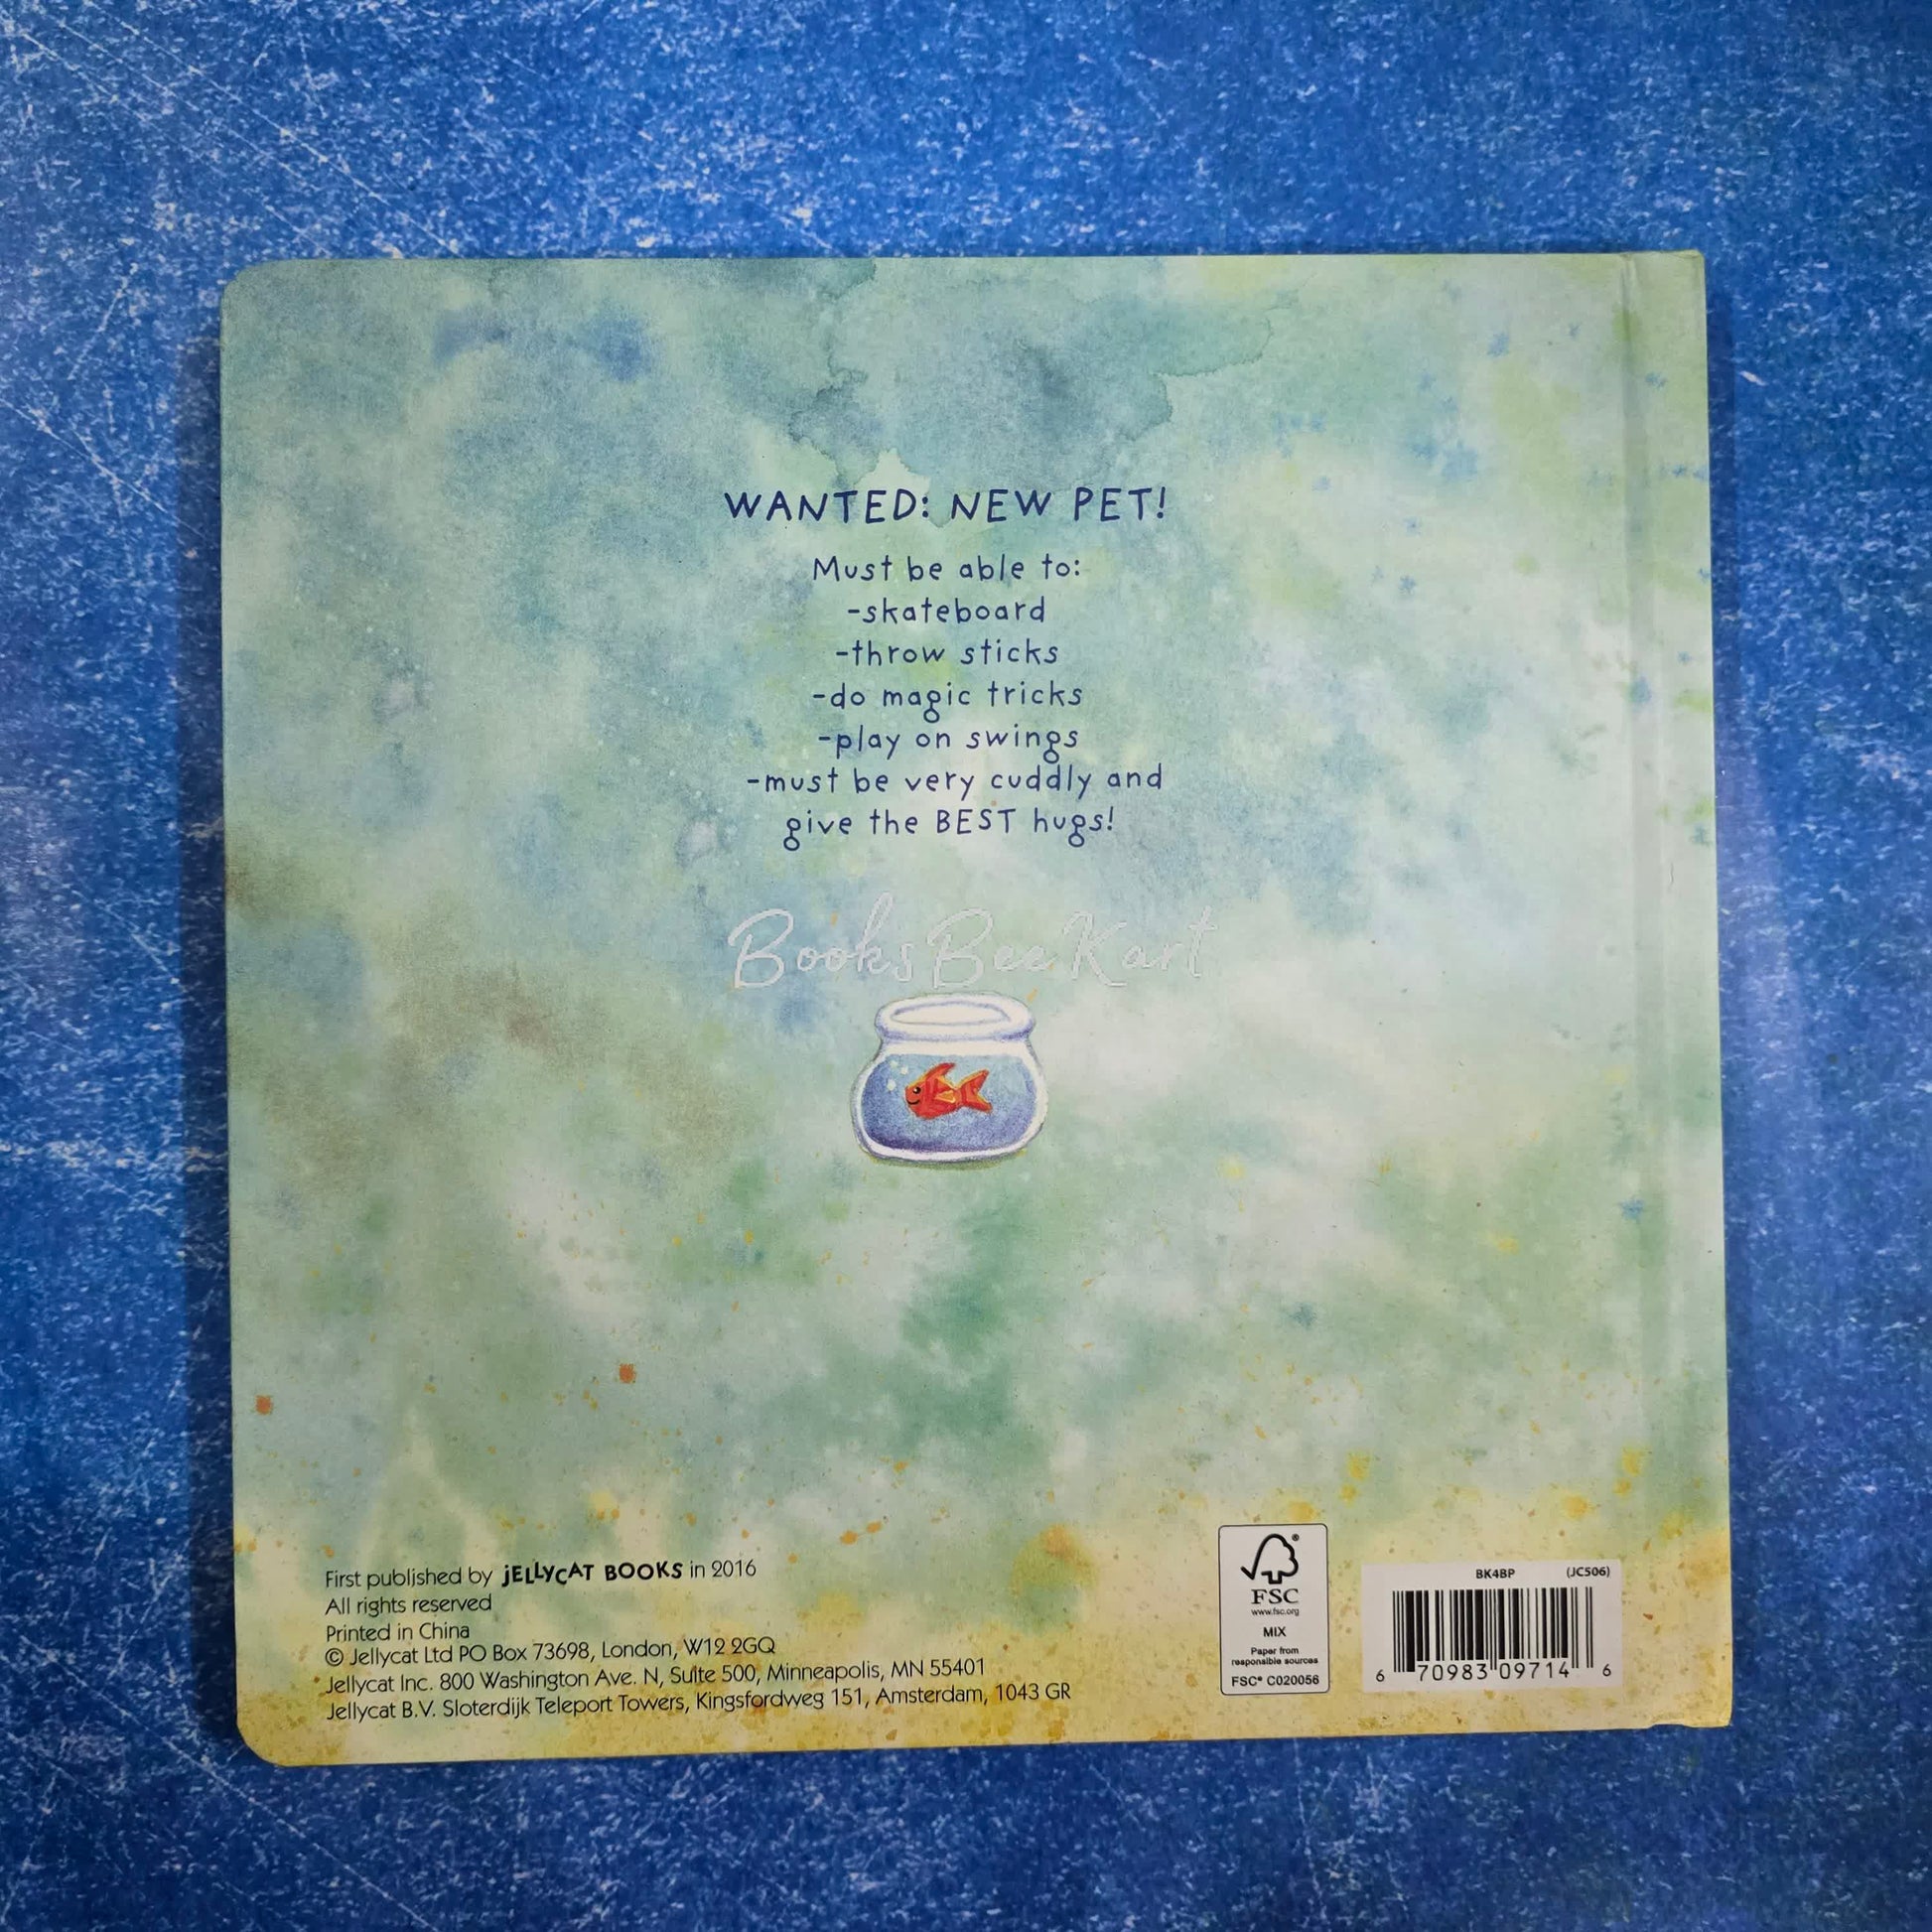 WANTED: NEW PET!
Must be able to:
-skateboard
-throw sticks
-do magic tricks
-play on swings
-must be very cuddly and
give the BEST hugs!
BooksBeeKart
First published by jELLYCAT BOOKS in 2016
All rights reserved
Printed in China
© Jellycat Ltd PO Box 73698, London, W12 2GQ
Jellycat Inc. 800 Washington Ave. N, Suite 500, Minneapolis, MN 55401
Jellycat B.V. Sloterdijk Teleport Towers, Kingsfordweg 151, Amsterdam, 1043 GR
®
FSC
www.fsc.org
MIX
Paper from
responsible sources
FSC® C020056
BK4BP (JC506)
6 70983 09714 6